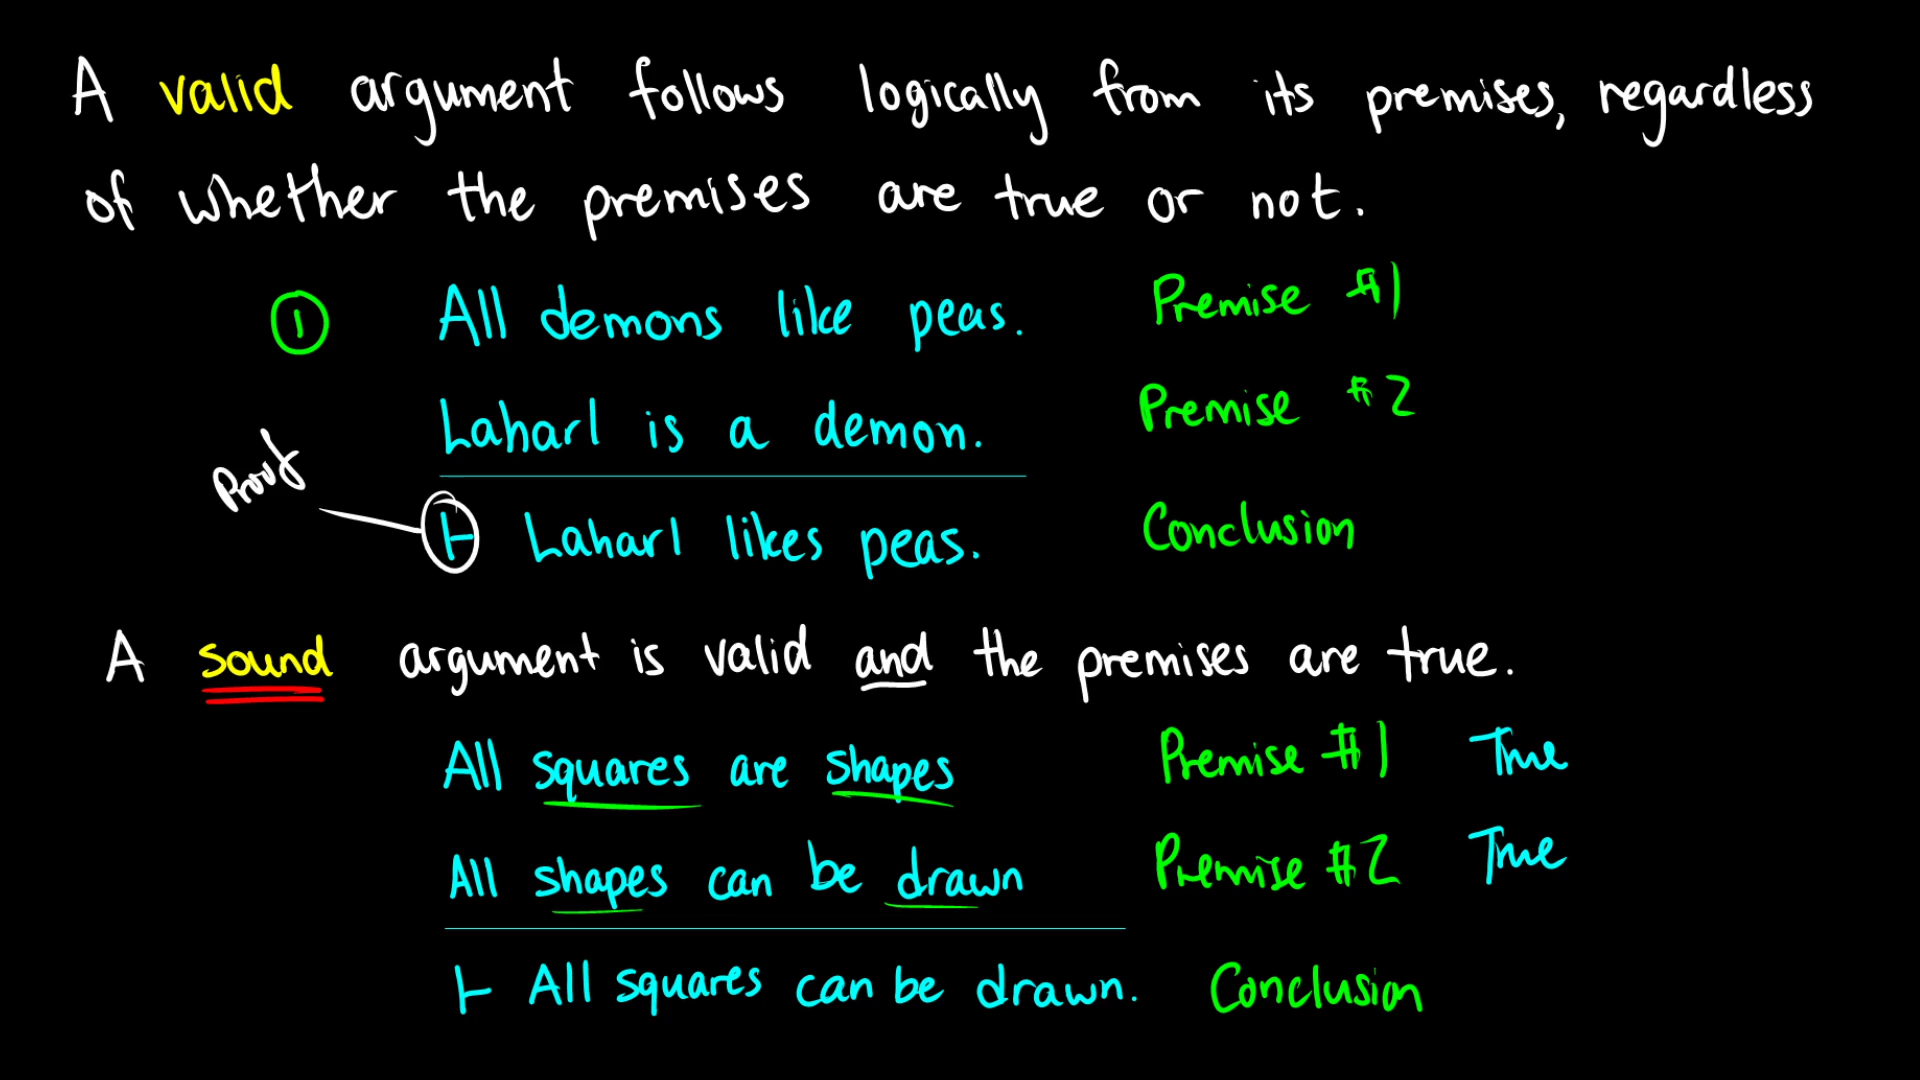 A valid argument follows logically from its premises, regardless
of whether the premises are true or not.
① All demons like peas. Premise #1
Laharl is a demon. Premise #2
Proof
⊢ Laharl likes peas. Conclusion
A sound argument is valid and the premises are true.
All squares are shapes Premise #1 True
All shapes can be drawn Premise #2 True
⊢ All squares can be drawn. Conclusion